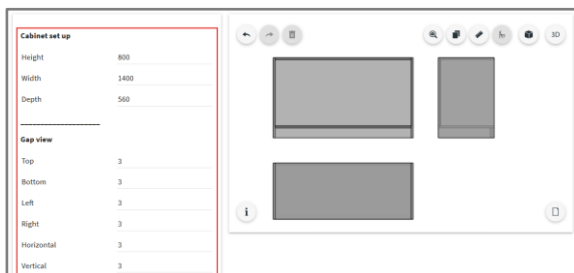 Cabinet set up
Height 800
Width 1400
Depth 560
Gap view
Top 3
Bottom 3
Left 3
Right 3
Horizontal 3
Vertical 3
3D
i